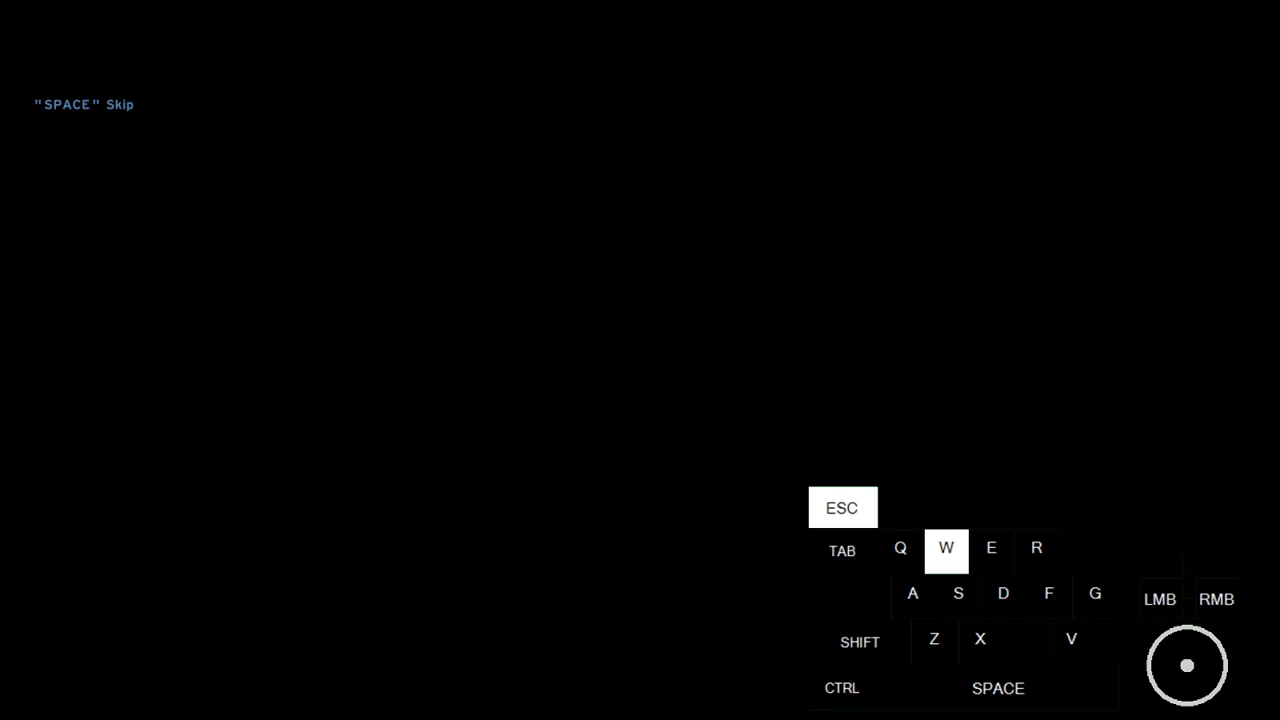 "SPACE" Skip
ESC
TAB Q W E R
A S D F G LMB RMB
SHIFT Z X V
CTRL SPACE